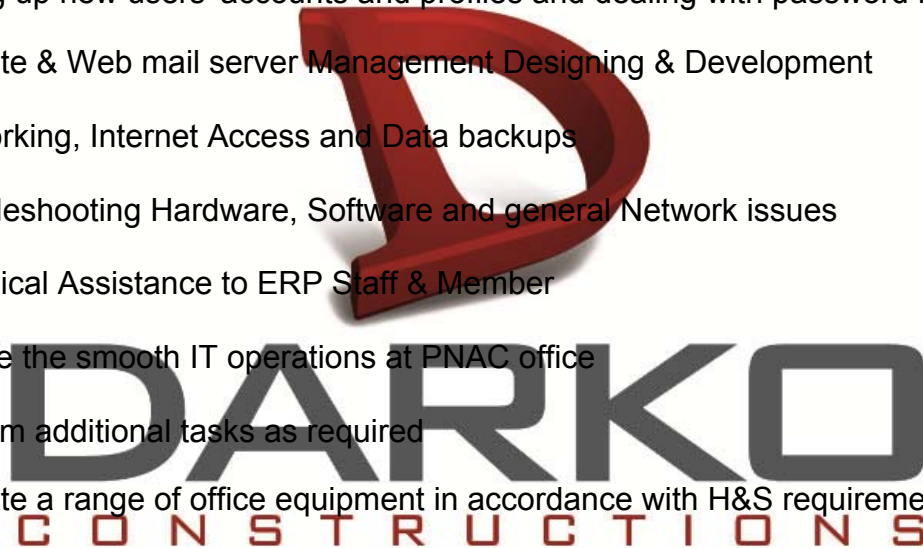 up new users' accounts and profiles and dealing with password
te & Web mail server Management Designing & Development
orking, Internet Access and Data backups
leshooting Hardware, Software and general Network issues
ical Assistance to ERP Staff & Member
e the smooth IT operations at PNAC office
DARKO
m additional tasks as required
te a range of office equipment in accordance with H&S requireme
CONSTRUCTIONS